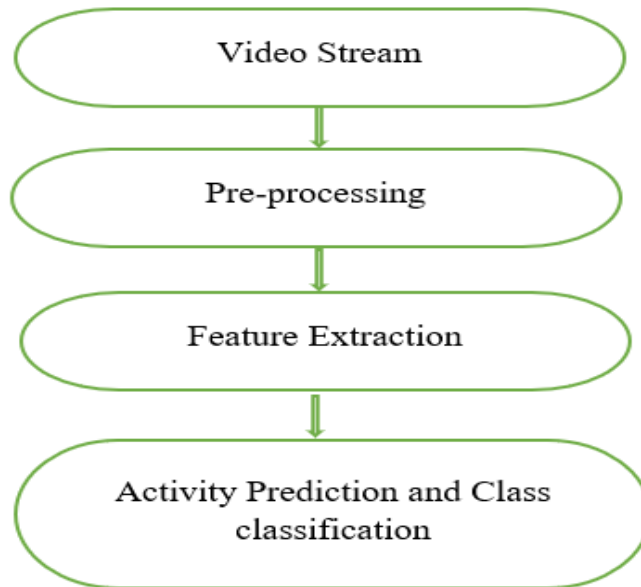 Video Stream
Pre-processing
Feature Extraction
Activity Prediction and Class
classification